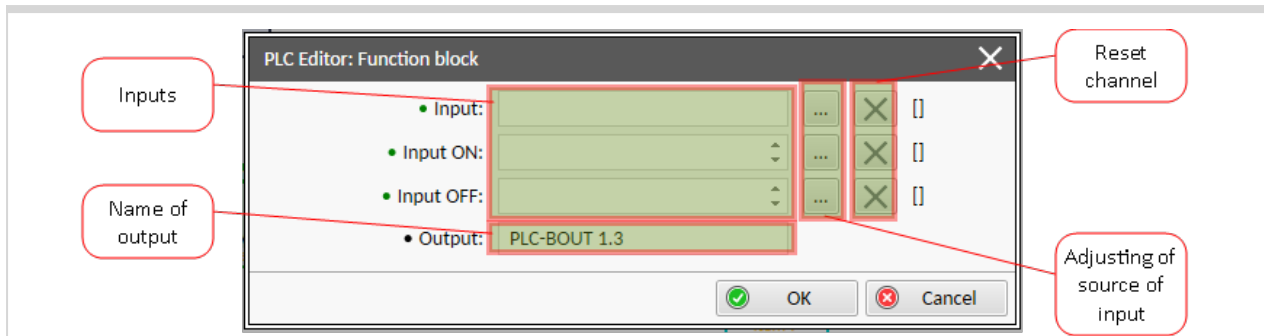 PLC Editor: Function block
Reset
channel
Inputs
• Input:
...
[]
• Input ON:
...
[]
• Input OFF:
...
[]
Name of
output
• Output:
PLC-BOUT 1.3
Adjusting of
source of
input
OK
Cancel